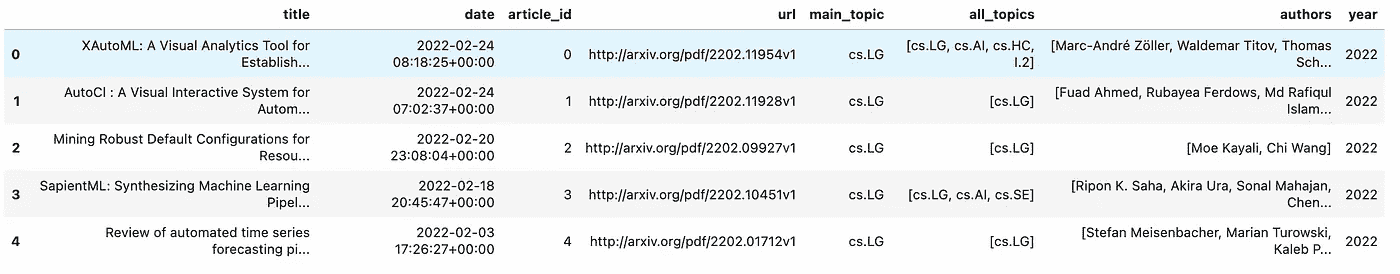 title date article_id url main_topic all_topics authors year
0 XAutoML: A Visual Analytics Tool for Establish... 2022-02-24 08:18:25+00:00 0 http://arxiv.org/pdf/2202.11954v1 cs.LG [cs.LG, cs.AI, cs.HC, I.2] [Marc-André Zöller, Waldemar Titov, Thomas Sch... 2022
1 AutoCl : A Visual Interactive System for Autom... 2022-02-24 07:02:37+00:00 1 http://arxiv.org/pdf/2202.11928v1 cs.LG [cs.LG] [Fuad Ahmed, Rubayea Ferdows, Md Rafiqul Islam... 2022
2 Mining Robust Default Configurations for Resou... 2022-02-20 23:08:04+00:00 2 http://arxiv.org/pdf/2202.09927v1 cs.LG [cs.LG] [Moe Kayali, Chi Wang] 2022
3 SapientML: Synthesizing Machine Learning Pipel... 2022-02-18 20:45:47+00:00 3 http://arxiv.org/pdf/2202.10451v1 cs.LG [cs.LG, cs.AI, cs.SE] [Ripon K. Saha, Akira Ura, Sonal Mahajan, Chen... 2022
4 Review of automated time series forecasting pi... 2022-02-03 17:26:27+00:00 4 http://arxiv.org/pdf/2202.01712v1 cs.LG [cs.LG] [Stefan Meisenbacher, Marian Turowski, Kaleb P... 2022